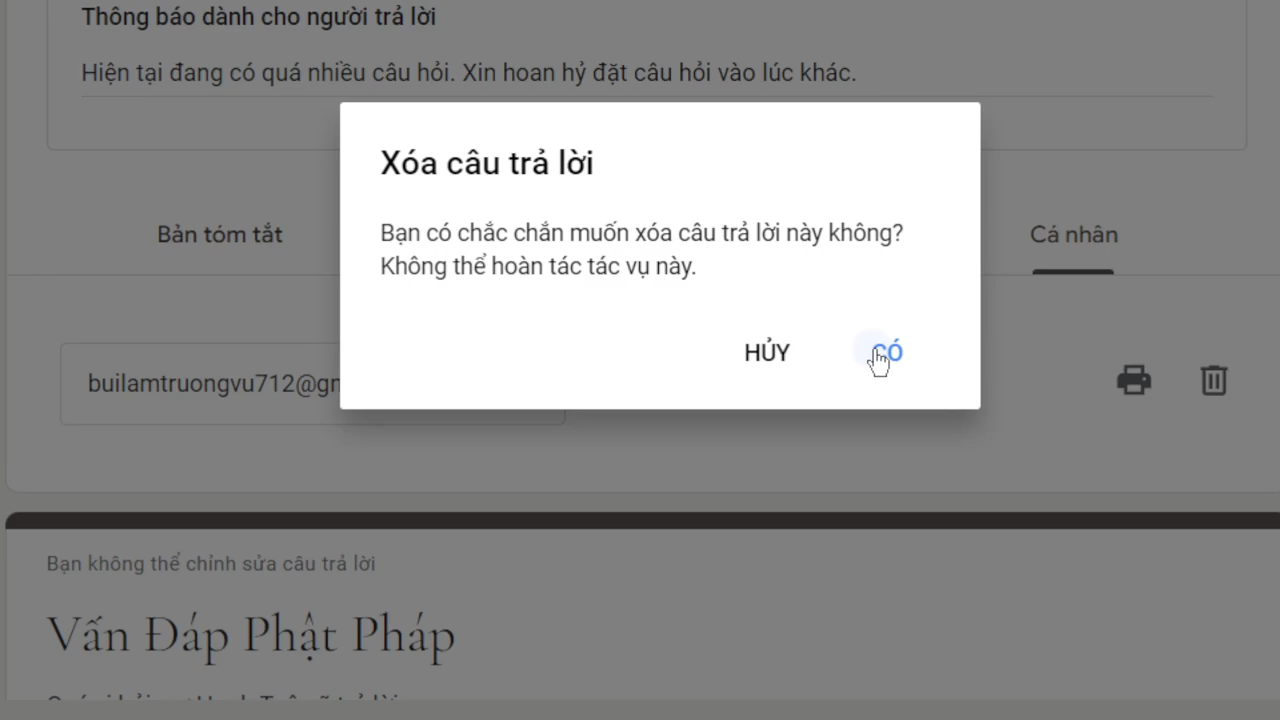 Thông báo dành cho người trả lời
Hiện tại đang có quá nhiều câu hỏi. Xin hoan hỷ đặt câu hỏi vào lúc khác.
Xóa câu trả lời
Bạn có chắc chắn muốn xóa câu trả lời này không?
Không thể hoàn tác tác vụ này.
HỦY
CÓ
Bản tóm tắt
Cá nhân
builamtruongvu712@gm
Bạn không thể chỉnh sửa câu trả lời
Vấn Đáp Phật Pháp